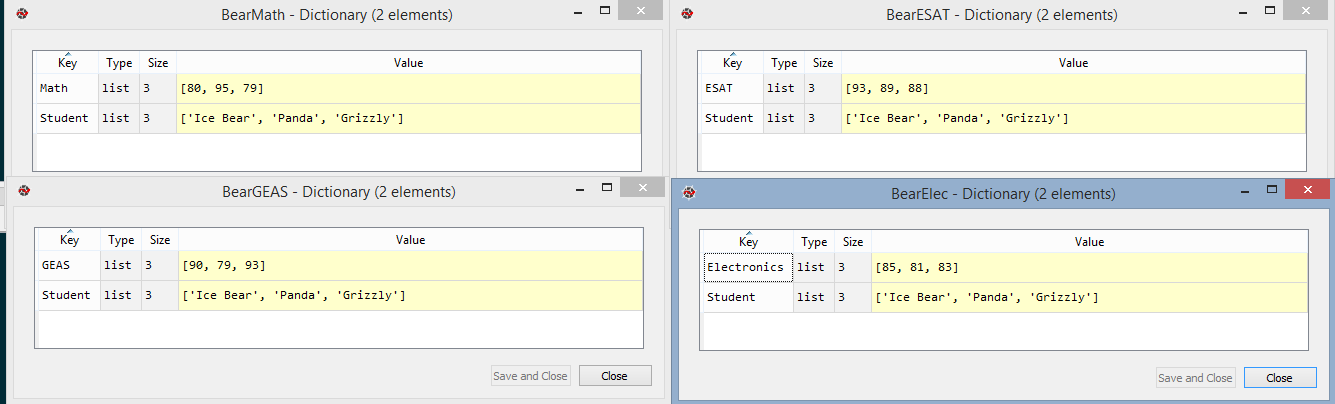 BearMath - Dictionary (2 elements)
Key Type Size Value
Math list 3 [80, 95, 79]
Student list 3 ['Ice Bear', 'Panda', 'Grizzly']
BearESAT - Dictionary (2 elements)
Key Type Size Value
ESAT list 3 [93, 89, 88]
Student list 3 ['Ice Bear', 'Panda', 'Grizzly']
BearGEAS - Dictionary (2 elements)
Key Type Size Value
GEAS list 3 [90, 79, 93]
Student list 3 ['Ice Bear', 'Panda', 'Grizzly']
Save and Close Close
BearElec - Dictionary (2 elements)
Key Type Size Value
Electronics list 3 [85, 81, 83]
Student list 3 ['Ice Bear', 'Panda', 'Grizzly']
Save and Close Close